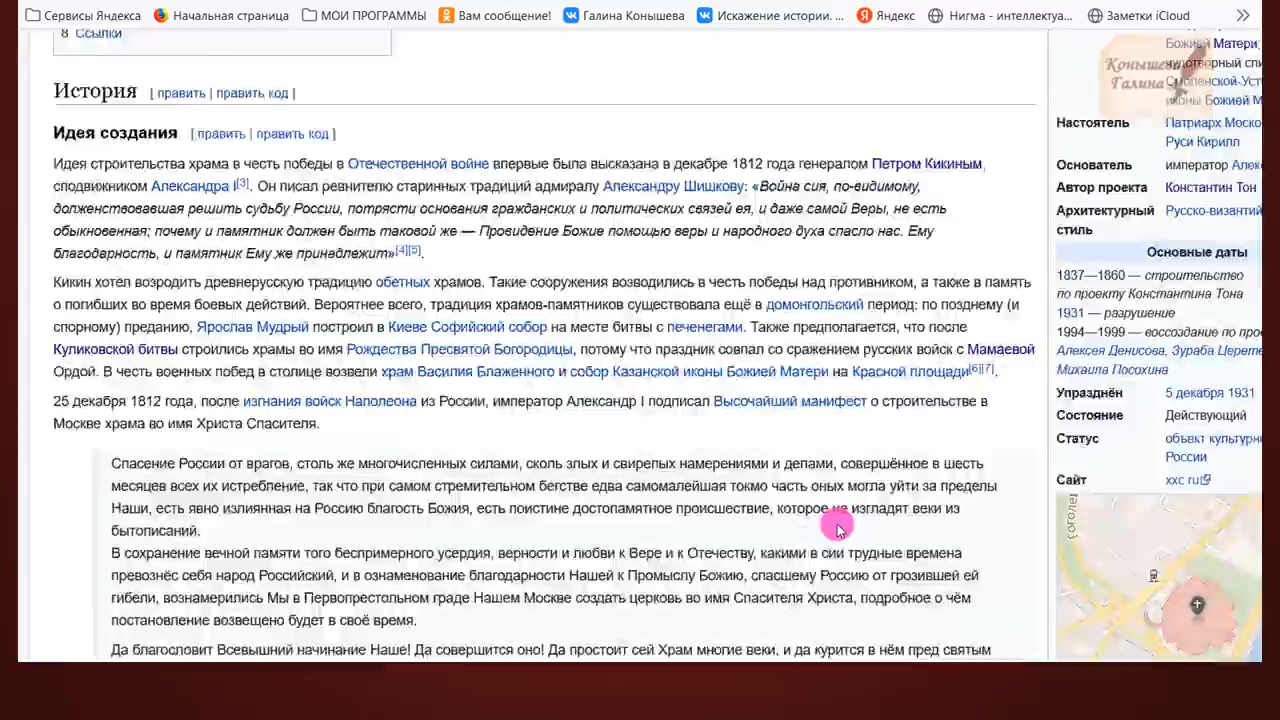 Сервисы Яндекса
Начальная страница
МОИ ПРОГРАММЫ
Вам сообщение!
Галина Конышева
Искажение истории. ...
Яндекс
Нигма - интеллектуа...
Заметки iCloud
8 Ссылки
История [ править | править код ]
Идея создания [ править | править код ]
Идея строительства храма в честь победы в Отечественной войне впервые была высказана в декабре 1812 года генералом Петром Кикиным,
сподвижником Александра I[3]. Он писал ревнителю старинных традиций адмиралу Александру Шишкову: «Война сия, по-видимому,
долженствовавшая решить судьбу России, потрясти основания гражданских и политических связей ея, и даже самой Веры, не есть
обыкновенная; почему и памятник должен быть таковой же — Провидение Божие помощью веры и народного духа спасло нас. Ему
благодарность, и памятник Ему же принадлежит»[4][5].
Кикин хотел возродить древнерусскую традицию обетных храмов. Такие сооружения возводились в честь победы над противником, а также в память
о погибших во время боевых действий. Вероятнее всего, традиция храмов-памятников существовала ещё в домонгольский период: по позднему (и
спорному) преданию, Ярослав Мудрый построил в Киеве Софийский собор на месте битвы с печенегами. Также предполагается, что после
Куликовской битвы строились храмы во имя Рождества Пресвятой Богородицы, потому что праздник совпал со сражением русских войск с Мамаевой
Ордой. В честь военных побед в столице возвели храм Василия Блаженного и собор Казанской иконы Божией Матери на Красной площади[6][7].
25 декабря 1812 года, после изгнания войск Наполеона из России, император Александр I подписал Высочайший манифест о строительстве в
Москве храма во имя Христа Спасителя.
Спасение России от врагов, столь же многочисленных силами, сколь злых и свирепых намерениями и делами, совершённое в шесть
месяцев всех их истребление, так что при самом стремительном бегстве едва самомалейшая токмо часть оных могла уйти за пределы
Наши, есть явно излиянная на Россию благость Божия, есть поистине достопамятное происшествие, которое не изгладят веки из
бытописаний.
В сохранение вечной памяти того беспримерного усердия, верности и любви к Вере и к Отечеству, какими в сии трудные времена
превознёс себя народ Российский, и в ознаменование благодарности Нашей к Промыслу Божию, спасшему Россию от грозившей ей
гибели, вознамерились Мы в Первопрестольном граде Нашем Москве создать церковь во имя Спасителя Христа, подробное о чём
постановление возвещено будет в своё время.
Да благословит Всевышний начинание Наше! Да совершится оно! Да простоит сей Храм многие веки, и да курится в нём пред святым
Божией Матери,
чудотворный спи
Смоленской-Уст
иконы Божией М
Конышева
Галина
Настоятель Патриарх Моско
Руси Кирилл
Основатель император Алек
Автор проекта Константин Тон
Архитектурный Русско-византий
стиль
Основные даты
1837—1860 — строительство
по проекту Константина Тона
1931 — разрушение
1994—1999 — воссоздание по про
Алексея Денисова, Зураба Церете
Михаила Посохина
Упразднён 5 декабря 1931
Состояние Действующий
Статус объект культурн
России
Сайт xxc.ru
Гоголев